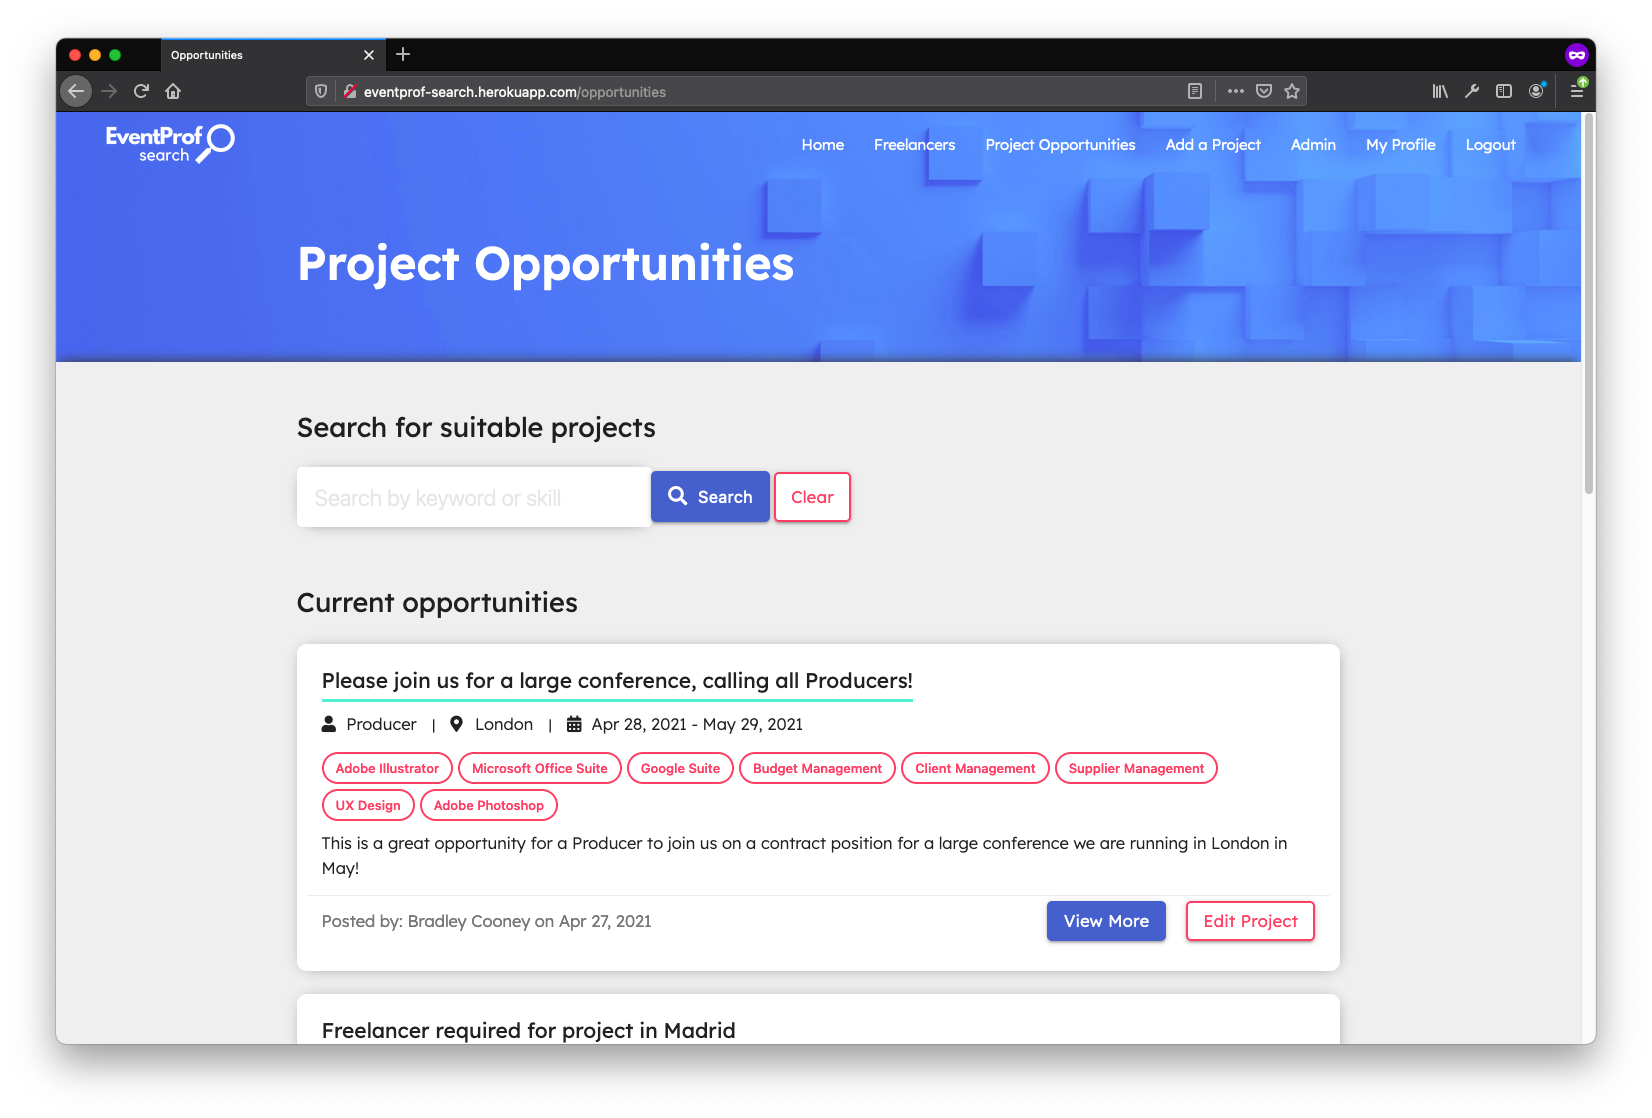 Opportunities
eventprof-search.herokuapp.com/opportunities
EventProf
search
Home Freelancers Project Opportunities Add a Project Admin My Profile Logout
Project Opportunities
Search for suitable projects
Search by keyword or skill Search Clear
Current opportunities
Please join us for a large conference, calling all Producers!
Producer | London | Apr 28, 2021 - May 29, 2021
Adobe Illustrator Microsoft Office Suite Google Suite Budget Management Client Management Supplier Management
UX Design Adobe Photoshop
This is a great opportunity for a Producer to join us on a contract position for a large conference we are running in London in
May!
Posted by: Bradley Cooney on Apr 27, 2021 View More Edit Project
Freelancer required for project in Madrid